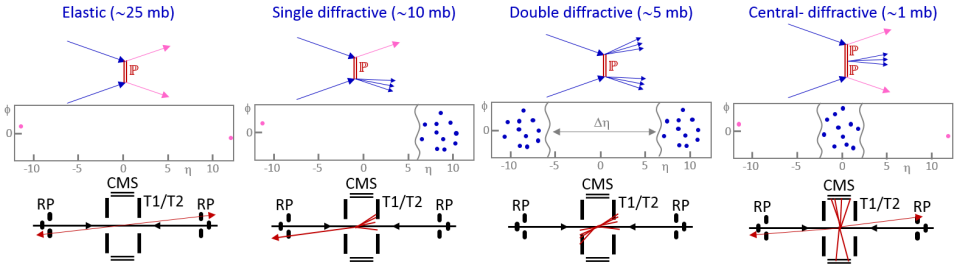 Elastic (~25 mb)
Single diffractive (~10 mb)
Double diffractive (~5 mb)
Central- diffractive (~1 mb)
ℙ
ℙ
ℙ
ℙ
ℙ
ϕ
0
-10 -5 0 5 η 10
ϕ
0
-10 -5 0 5 η 10
ϕ
0
Δη
-10 -5 0 5 η 10
ϕ
0
-10 -5 0 5 η 10
CMS
RP T1/T2 RP
CMS
RP T1/T2 RP
CMS
RP T1/T2 RP
CMS
RP T1/T2 RP